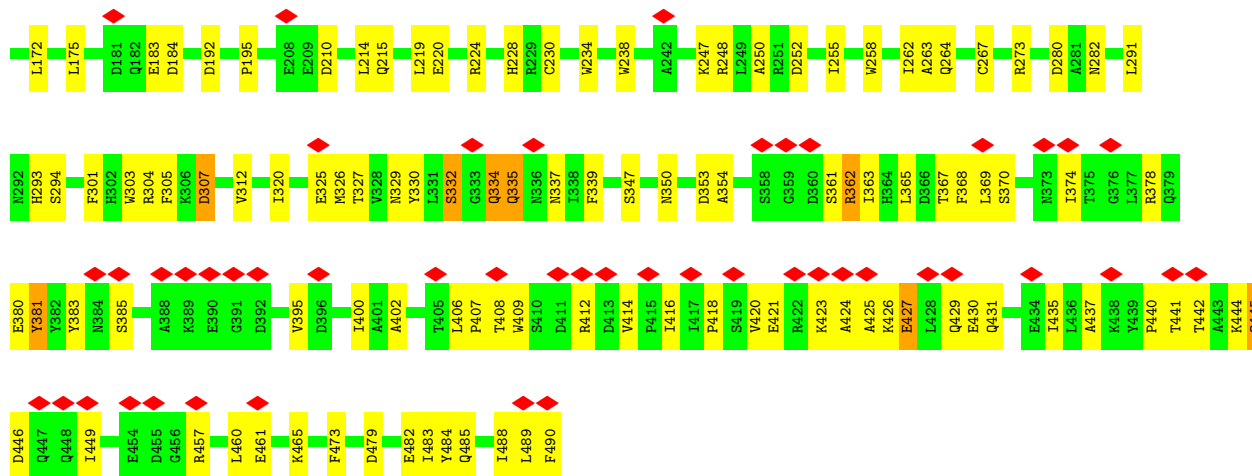 L172 L175 D181 Q182 E183 D184 D192 P195 E208 E209 D210 L214 Q215 L219 E220 R224 H228 R229 C230 W234 W238 A242 K247 R248 L249 A250 R251 D252 I255 W258 I262 A263 Q264 C267 R273 D280 A281 N282 L291
N292 H293 S294 F301 H302 W303 R304 F305 K306 D307 V312 I320 E325 M326 T327 V328 N329 Y330 L331 S332 G333 Q334 Q335 N336 N337 I338 F339 S347 N350 D353 A354 S358 G359 D360 S361 R362 I363 H364 L365 D366 T367 F368 L369 S370 N373 I374 T375 G376 L377 R378 Q379
E380 Y381 Y382 Y383 N384 S385 A388 K389 E390 G391 D392 V395 D396 I400 A401 A402 T405 L406 P407 T408 W409 S410 D411 R412 D413 V414 P415 I416 I417 P418 S419 V420 E421 R422 K423 A424 A425 K426 E427 L428 Q429 E430 Q431 E434 I435 L436 A437 K438 Y439 P440 T441 T442 A443 K444
D446 Q447 Q448 I449 E454 D455 G456 R457 L460 E461 K465 F473 D479 E482 I483 Y484 Q485 I488 L489 F490